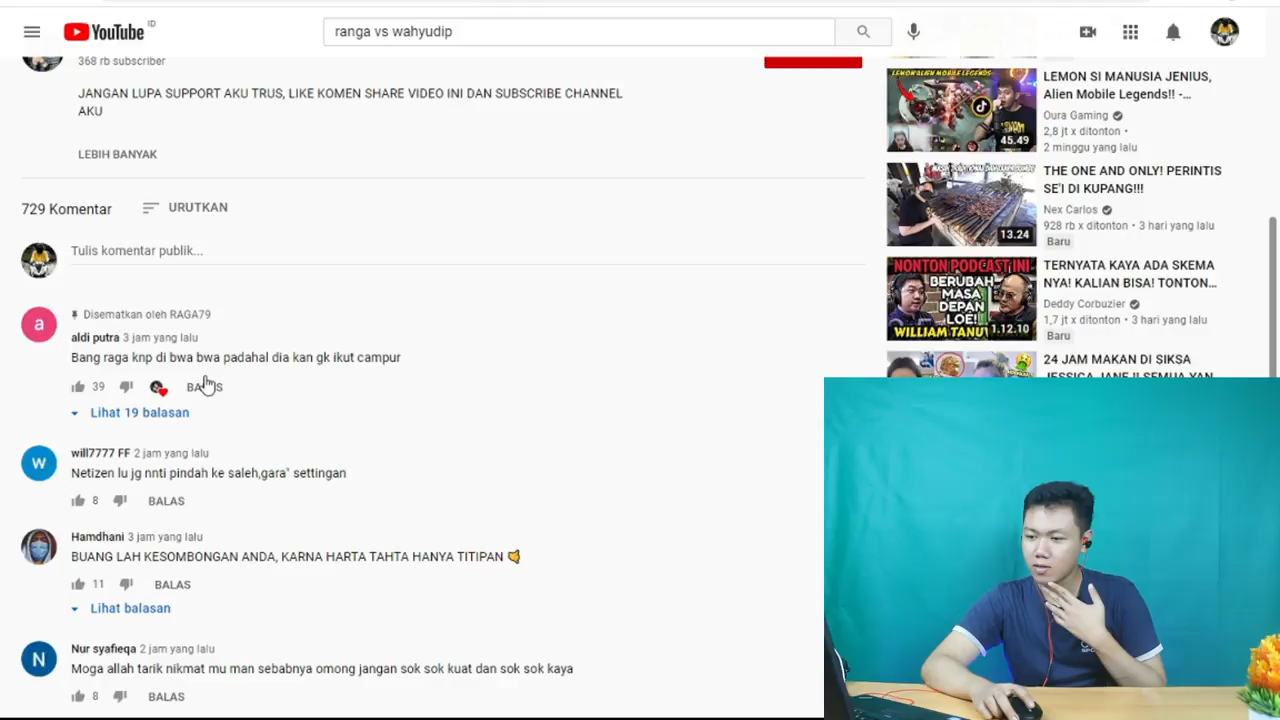 YouTube ID
ranga vs wahyudip
368 rb subscriber
JANGAN LUPA SUPPORT AKU TRUS, LIKE KOMEN SHARE VIDEO INI DAN SUBSCRIBE CHANNEL
AKU
LEBIH BANYAK
729 Komentar
URUTKAN
Tulis komentar publik...
Disematkan oleh RAGA79
a
aldi putra 3 jam yang lalu
Bang raga knp di bwa bwa padahal dia kan gk ikut campur
39
BALAS
Lihat 19 balasan
w
will7777 FF 2 jam yang lalu
Netizen lu jg nnti pindah ke saleh,gara" settingan
8 BALAS
Hamdhani 3 jam yang lalu
BUANG LAH KESOMBONGAN ANDA, KARNA HARTA TAHTA HANYA TITIPAN
11 BALAS
Lihat balasan
N
Nur syafieqa 2 jam yang lalu
Moga allah tarik nikmat mu man sebabnya omong jangan sok sok kuat dan sok sok kaya
8 BALAS
LEMON ALIEN MOBILE LEGENDS
45.49
LEMON SI MANUSIA JENIUS,
Alien Mobile Legends!! -...
Oura Gaming
2,8 jt x ditonton •
2 minggu yang lalu
13.24
THE ONE AND ONLY! PERINTIS
SE'I DI KUPANG!!!
Nex Carlos
928 rb x ditonton • 3 hari yang lalu
Baru
NONTON PODCAST INI
BERUBAH
MASA
DEPAN
LOE!
WILLIAM TANU
1.12.10
TERNYATA KAYA ADA SKEMA
NYA! KALIAN BISA! TONTON...
Deddy Corbuzier
1,7 jt x ditonton • 3 hari yang lalu
Baru
24 JAM MAKAN DI SIKSA
JESSICA JANE !! SEMUA YAN